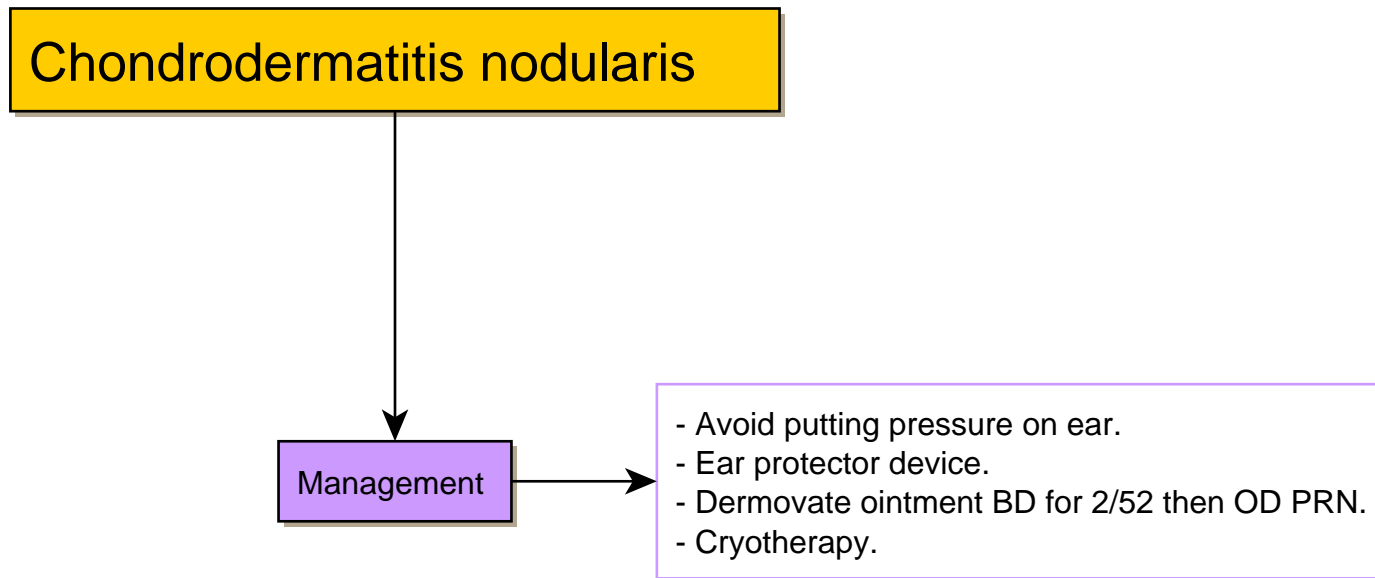 Chondrodermatitis nodularis
Management
- Avoid putting pressure on ear.
- Ear protector device.
- Dermovate ointment BD for 2/52 then OD PRN.
- Cryotherapy.